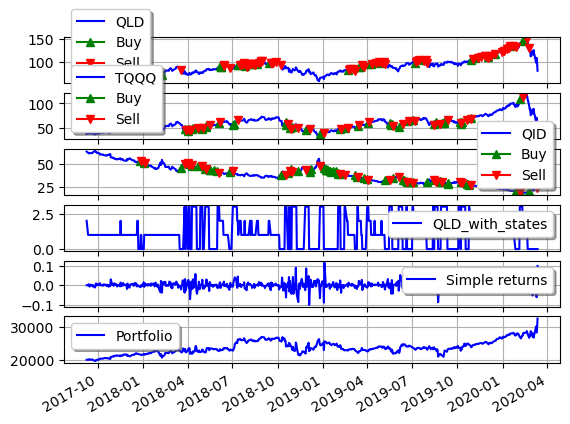 QLD
Buy
Sell
150
100
TQQQ
Buy
Sell
100
50
QID
Buy
Sell
50
25
QLD_with_states
2.5
0.0
Simple returns
0.1
0.0
−0.1
Portfolio
30000
20000
2017-10 2018-01 2018-04 2018-07 2018-10 2019-01 2019-04 2019-07 2019-10 2020-01 2020-04